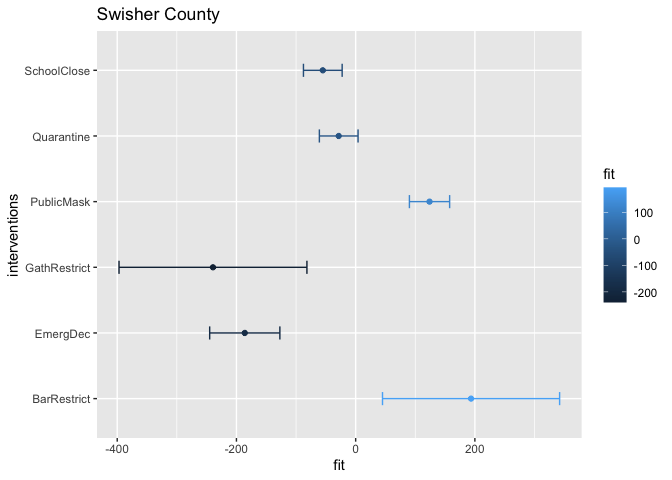 Swisher County
SchoolClose
Quarantine
PublicMask
GathRestrict
EmergDec
BarRestrict
interventions
-400
-200
0
200
fit
fit
100
0
-100
-200